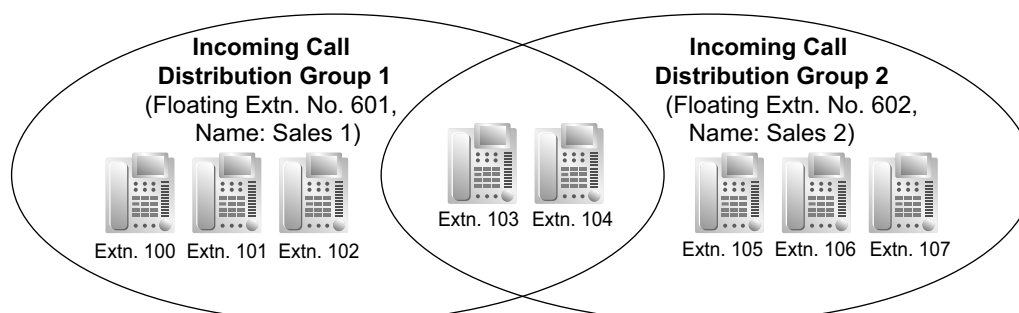 Incoming Call
Distribution Group 1
(Floating Extn. No. 601,
Name: Sales 1)
Incoming Call
Distribution Group 2
(Floating Extn. No. 602,
Name: Sales 2)
Extn. 100 Extn. 101 Extn. 102
Extn. 103 Extn. 104
Extn. 105 Extn. 106 Extn. 107